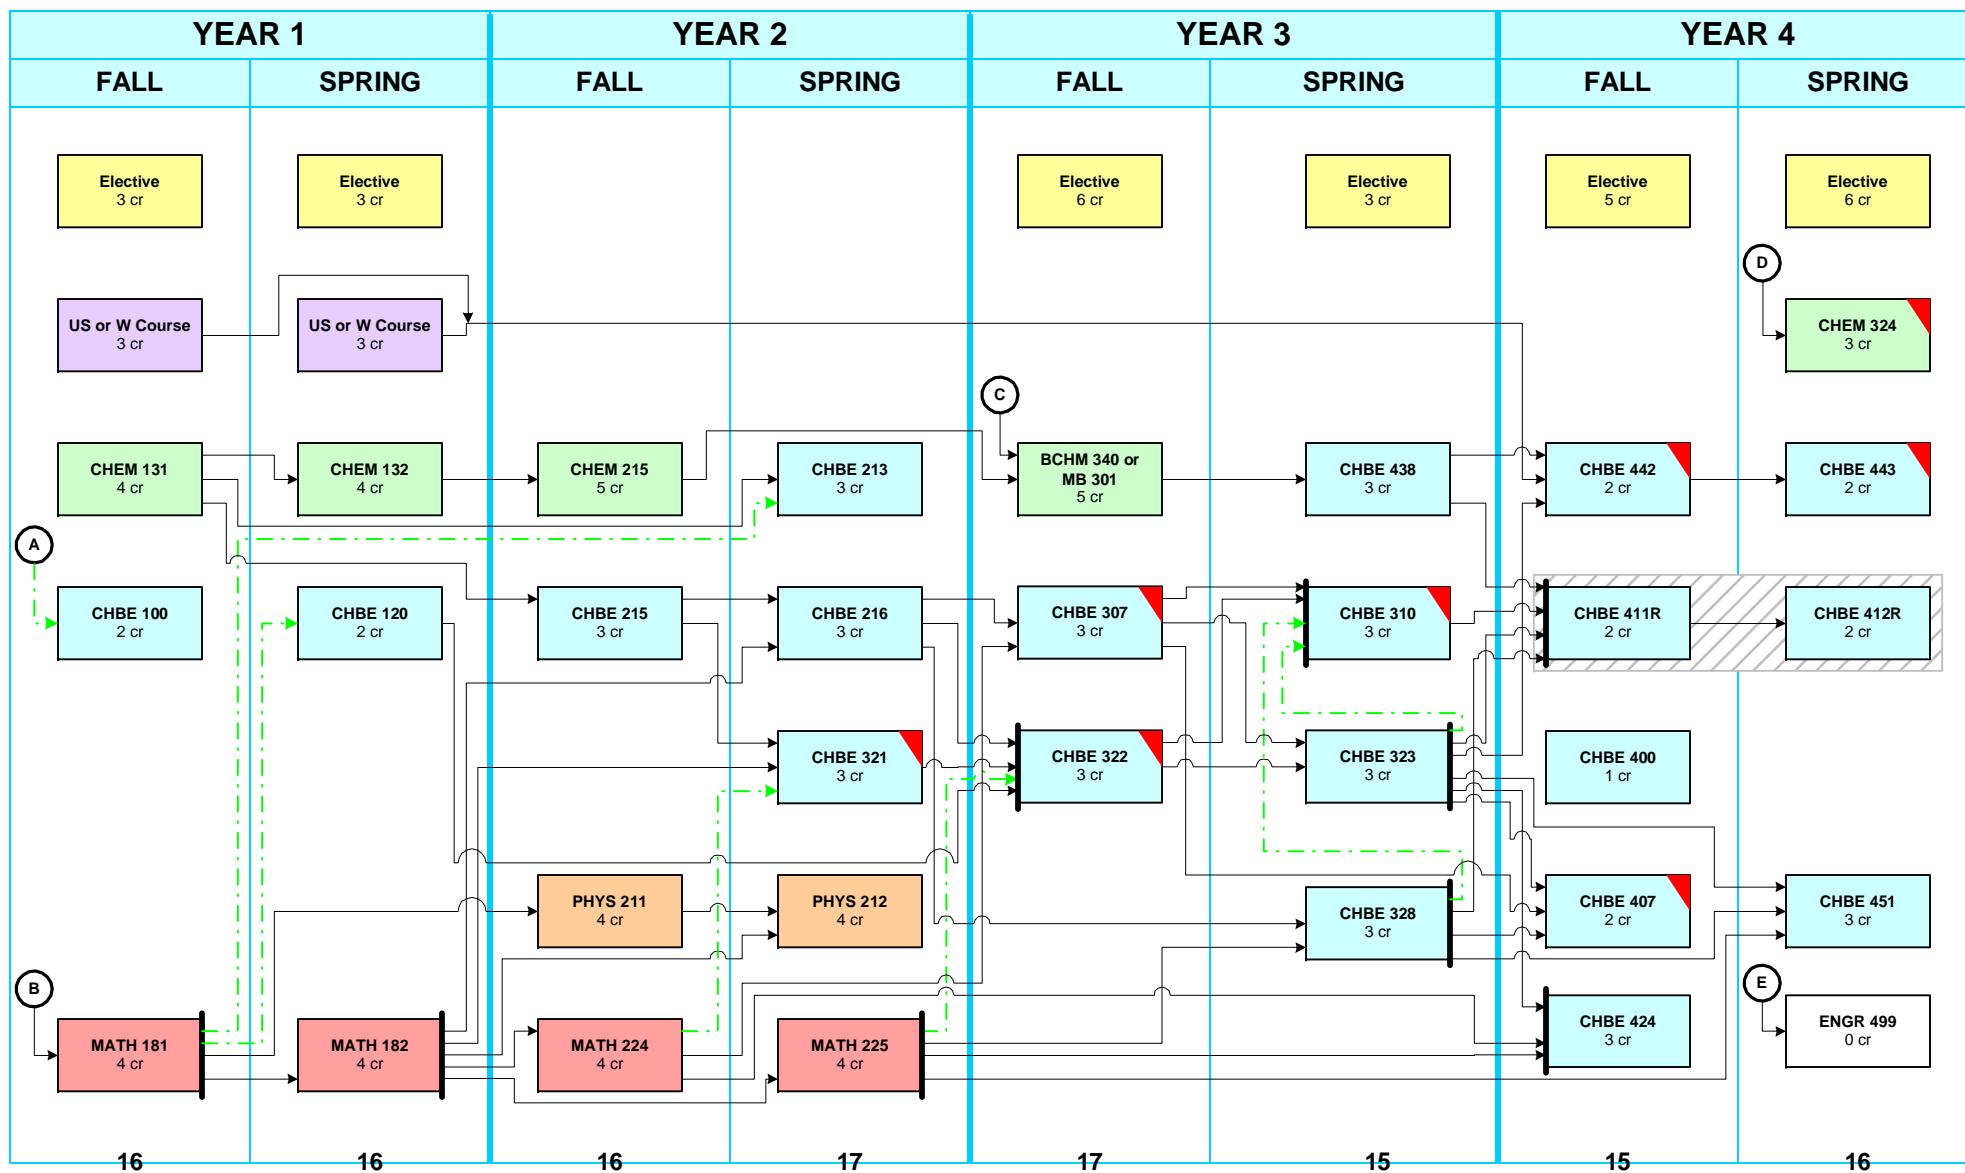 YEAR 1
YEAR 2
YEAR 3
YEAR 4
FALL
SPRING
FALL
SPRING
FALL
SPRING
FALL
SPRING
Elective
3 cr
Elective
3 cr
Elective
6 cr
Elective
3 cr
Elective
5 cr
Elective
6 cr
D
US or W Course
3 cr
US or W Course
3 cr
CHEM 324
3 cr
C
CHEM 131
4 cr
CHEM 132
4 cr
CHEM 215
5 cr
CHBE 213
3 cr
BCHM 340 or
MB 301
5 cr
CHBE 438
3 cr
CHBE 442
2 cr
CHBE 443
2 cr
A
CHBE 100
2 cr
CHBE 120
2 cr
CHBE 215
3 cr
CHBE 216
3 cr
CHBE 307
3 cr
CHBE 310
3 cr
CHBE 411R
2 cr
CHBE 412R
2 cr
CHBE 321
3 cr
CHBE 322
3 cr
CHBE 323
3 cr
CHBE 400
1 cr
PHYS 211
4 cr
PHYS 212
4 cr
CHBE 328
3 cr
CHBE 407
2 cr
CHBE 451
3 cr
B
E
MATH 181
4 cr
MATH 182
4 cr
MATH 224
4 cr
MATH 225
4 cr
CHBE 424
3 cr
ENGR 499
0 cr
16
16
16
17
17
15
15
16